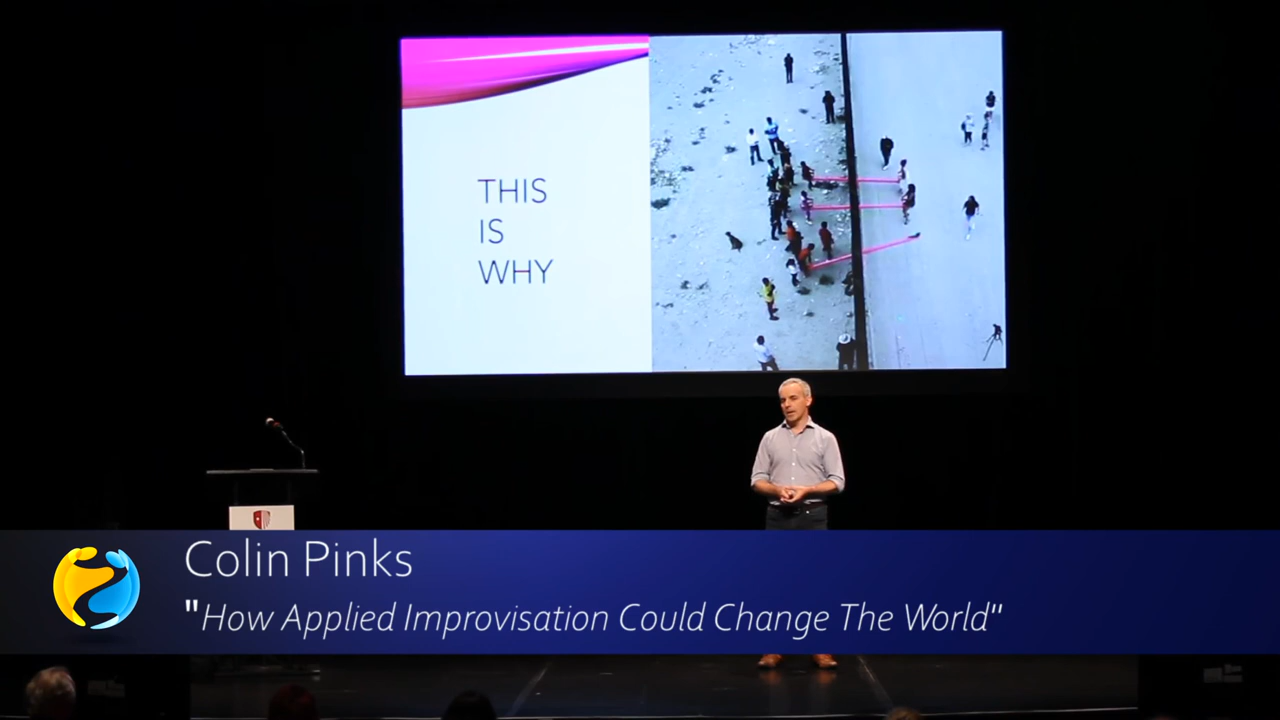 THIS
IS
WHY
Colin Pinks
"How Applied Improvisation Could Change The World"